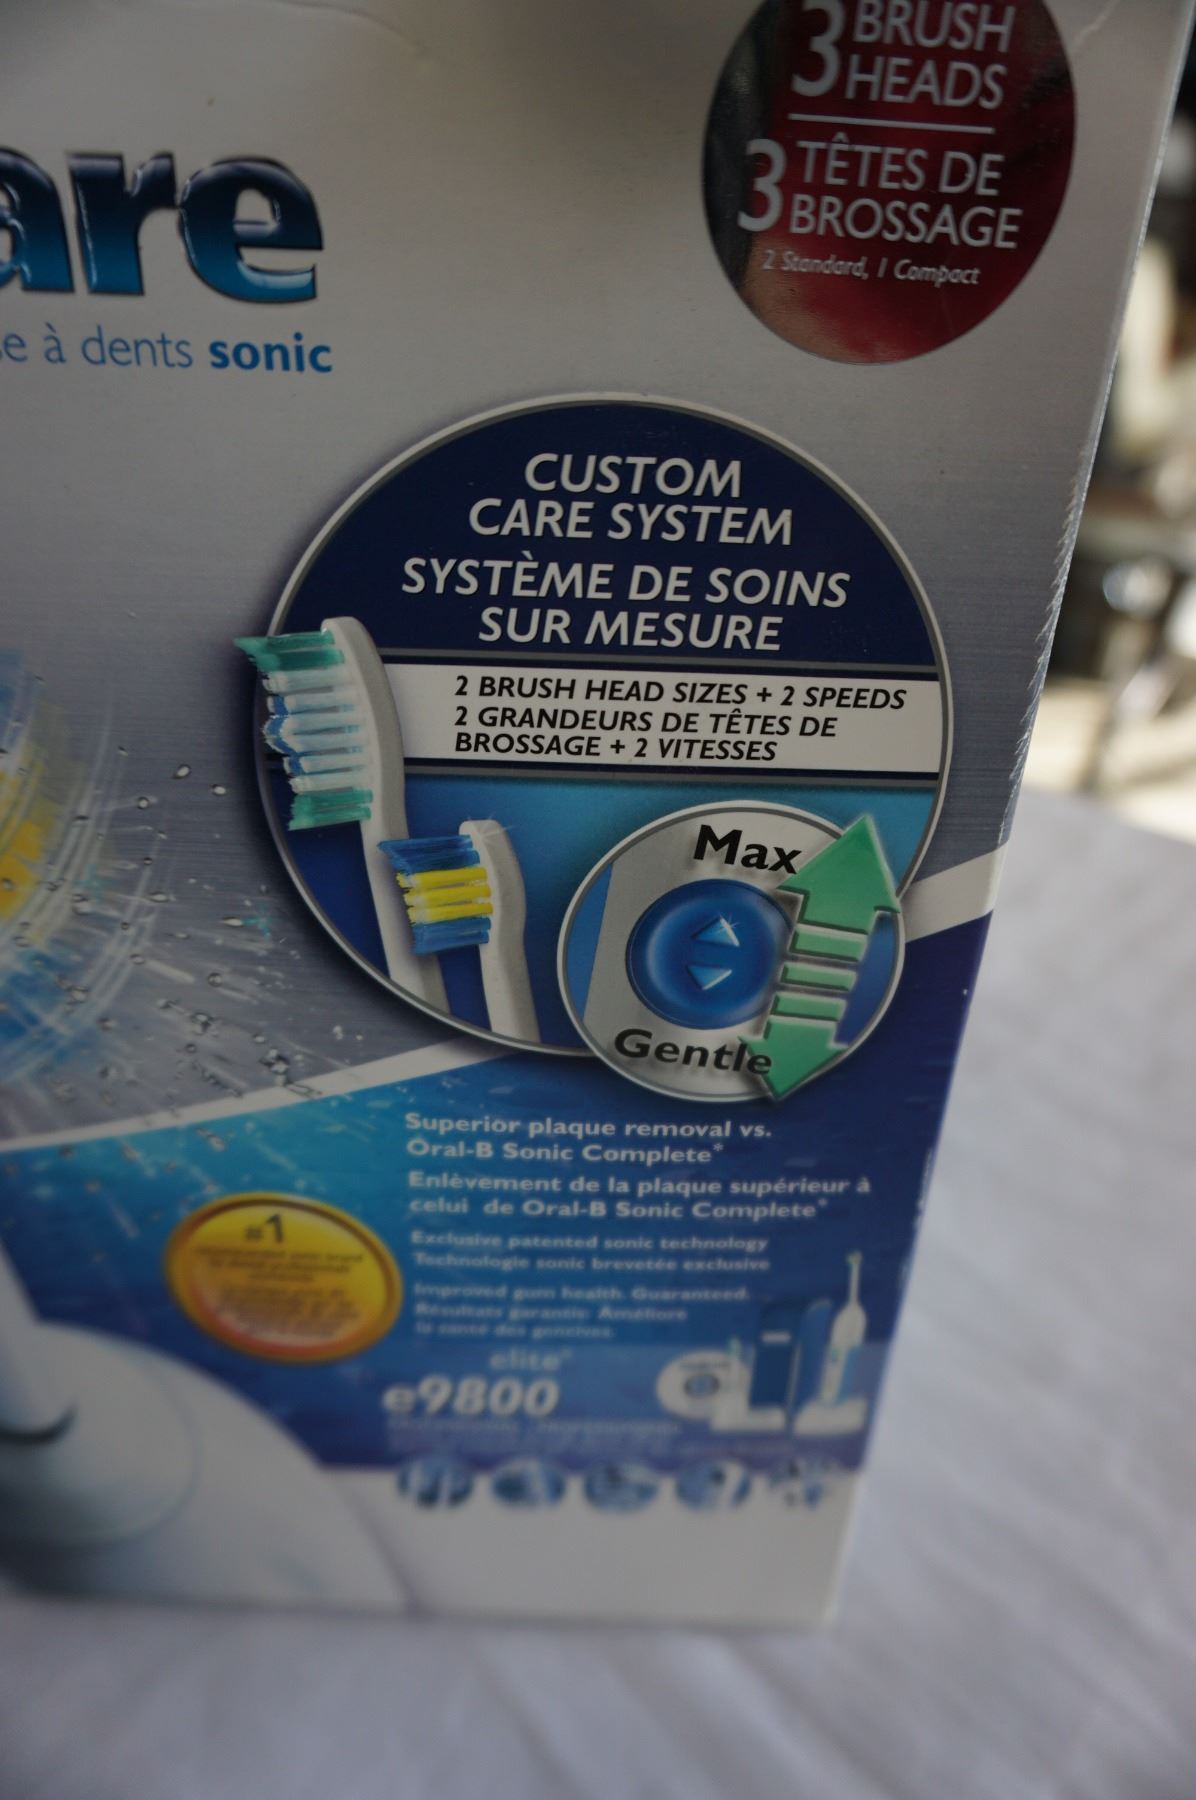 3 BRUSH
HEADS
3 TÊTES DE
BROSSAGE
2 Standard, 1 Compact
are
à dents sonic
CUSTOM
CARE SYSTEM
SYSTÈME DE SOINS
SUR MESURE
2 BRUSH HEAD SIZES + 2 SPEEDS
2 GRANDEURS DE TÊTES DE
BROSSAGE + 2 VITESSES
Max
Gentle
Superior plaque removal vs.
Oral-B Sonic Complete*
Enlèvement de la plaque supérieur à
celui de Oral-B Sonic Complete*
Exclusive patented sonic technology
Technologie sonic brevetée exclusive
Improved gum health. Guaranteed.
Résultats garantis: Améliore
la santé des gencives.
#1
elite
e9800